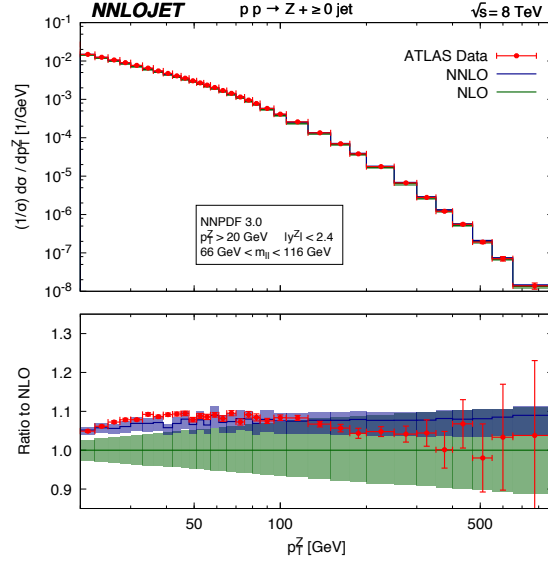 NNLOJET p p → Z + ≥ 0 jet √s = 8 TeV
10⁻¹
10⁻²
10⁻³
10⁻⁴
10⁻⁵
10⁻⁶
10⁻⁷
10⁻⁸
(1/σ) dσ / dp_T^Z [1/GeV]
ATLAS Data
NNLO
NLO
NNPDF 3.0
p_T^Z > 20 GeV |y^Z| < 2.4
66 GeV < m_ll < 116 GeV
1.3
1.2
1.1
1.0
0.9
Ratio to NLO
50 100 500
p_T^Z [GeV]